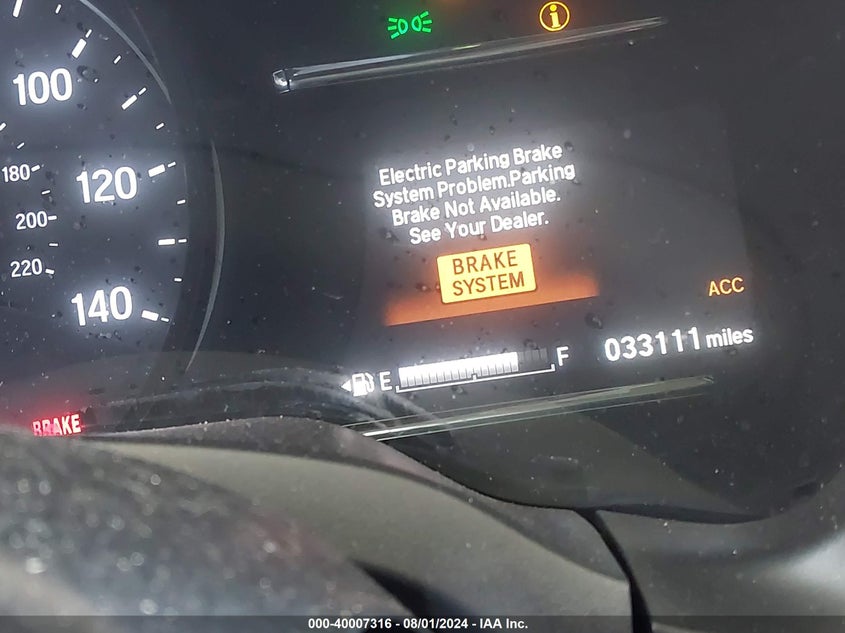 100
180
120
200
220
140
Electric Parking Brake
System Problem.Parking
Brake Not Available.
See Your Dealer.
BRAKE
SYSTEM
ACC
E
F
033111 miles
BRAKE
000-40007316 - 08/01/2024 - IAA Inc.